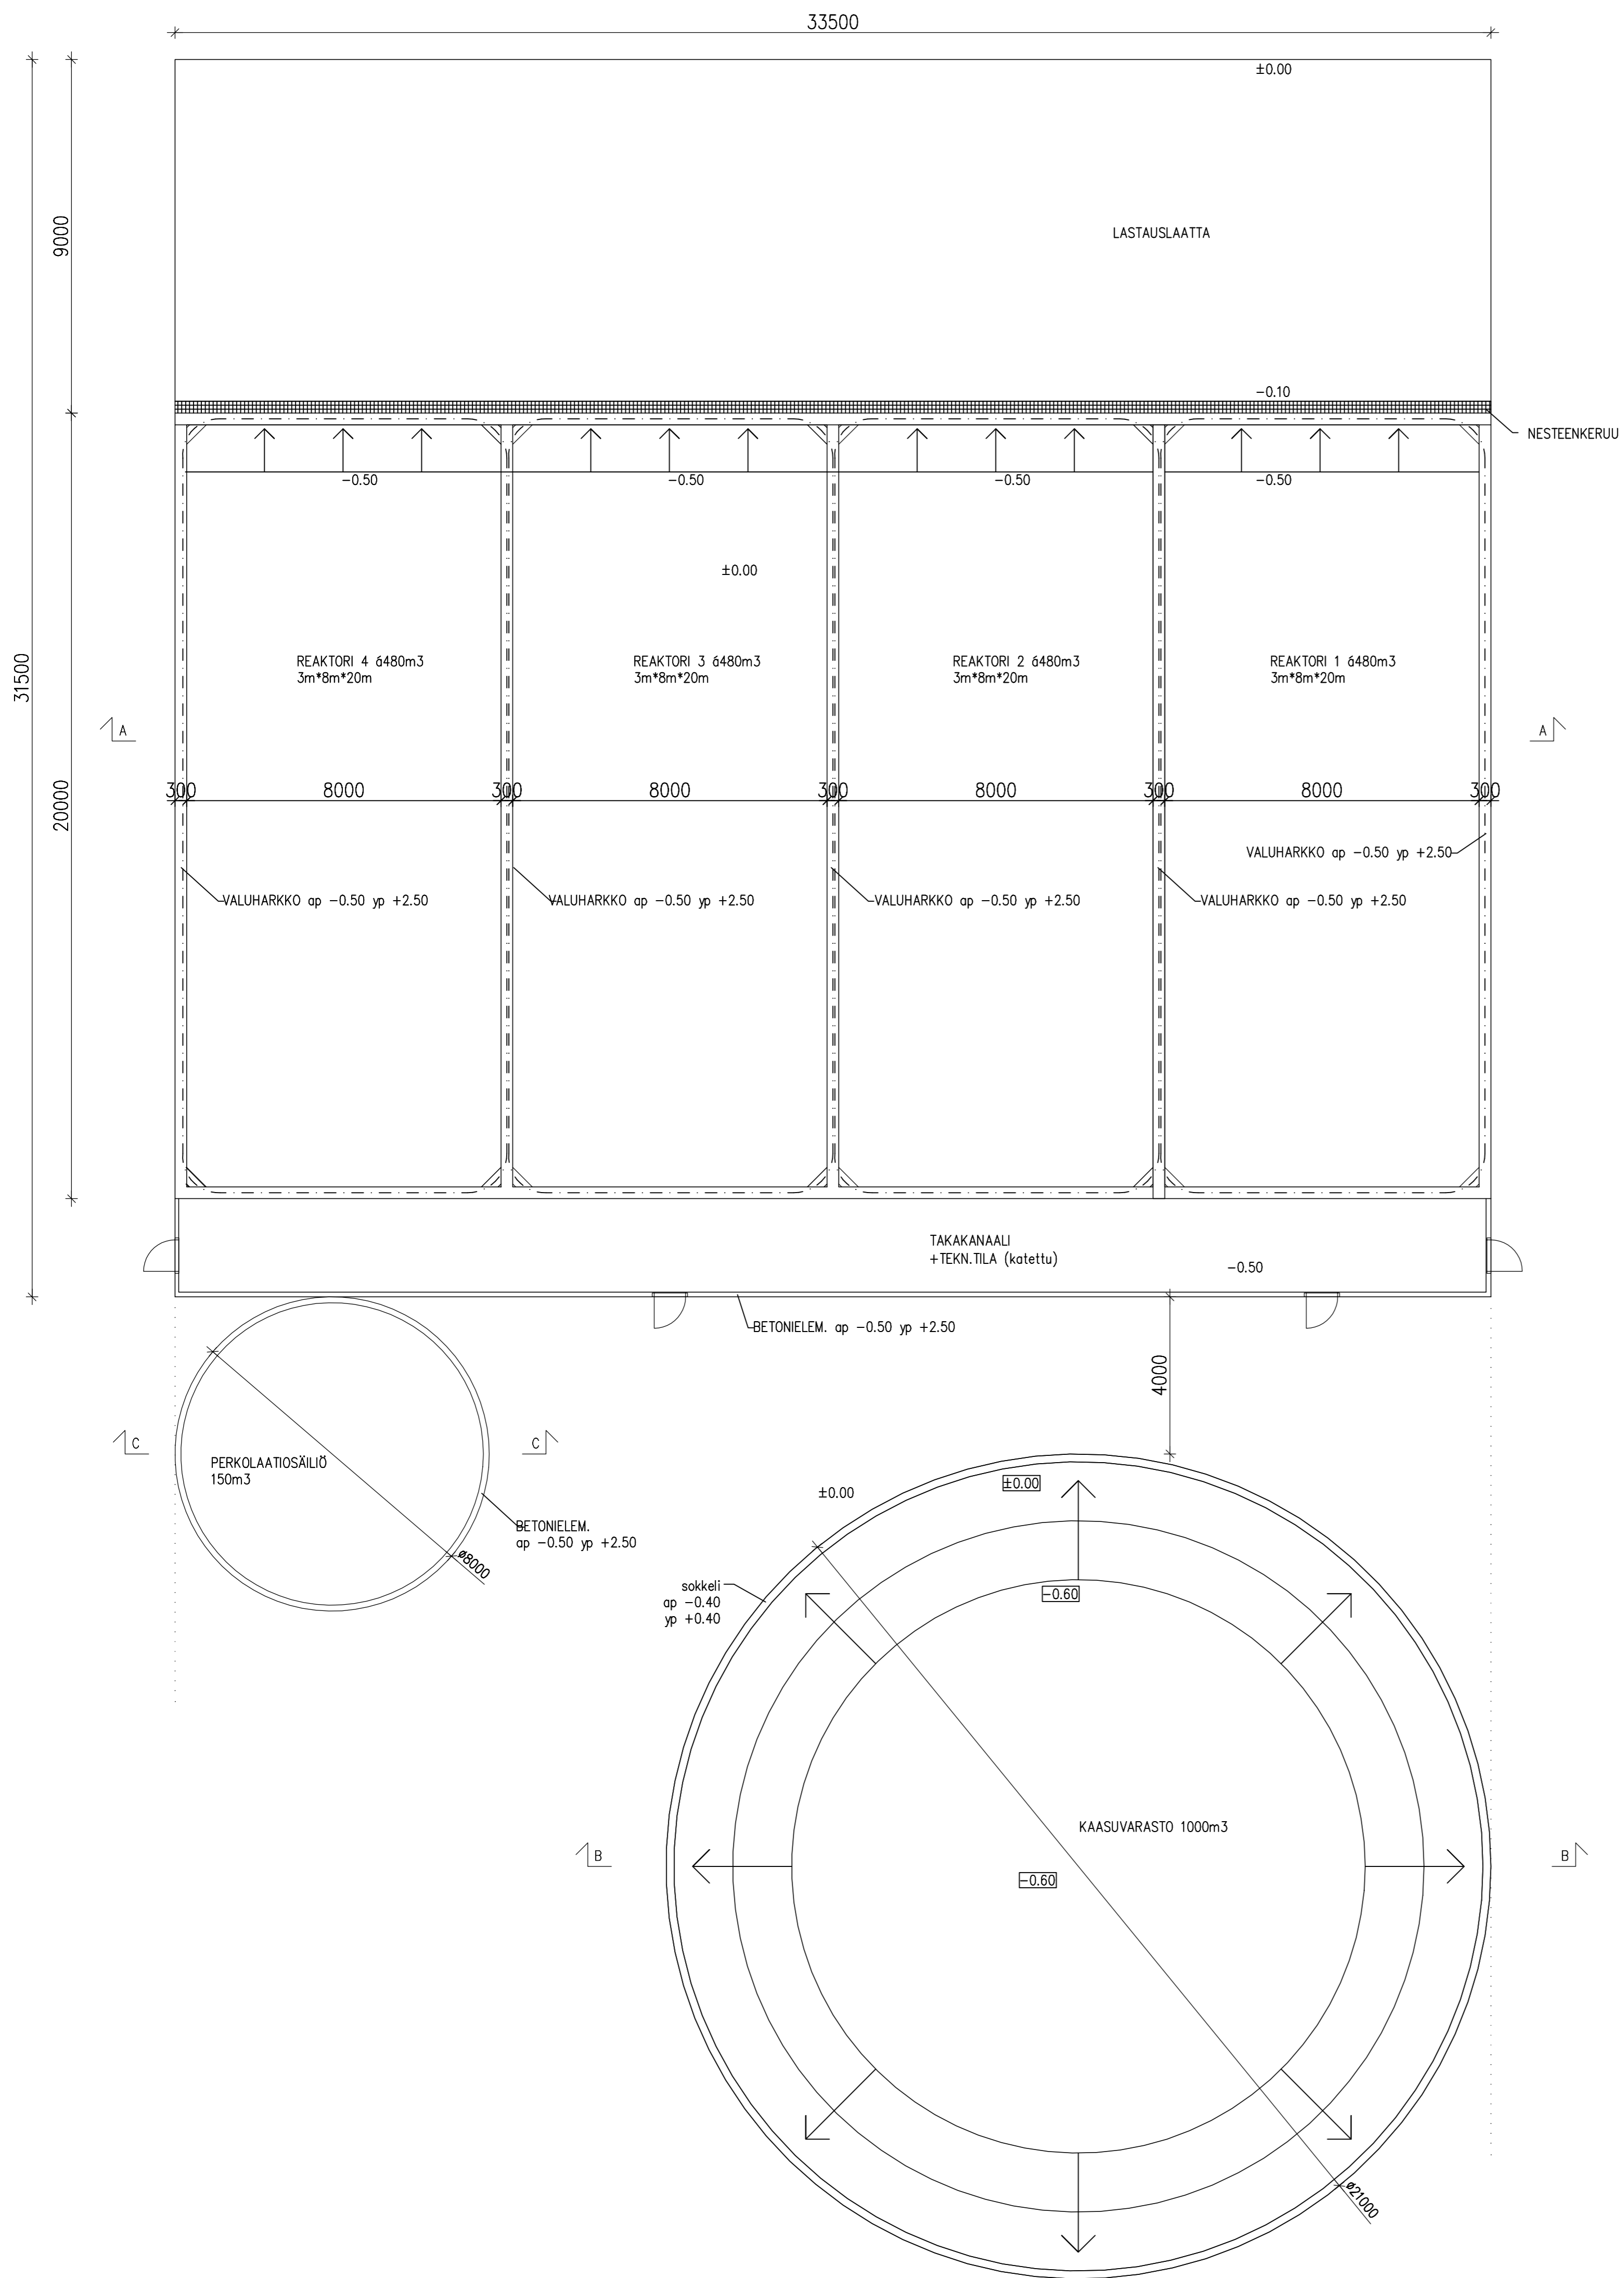 33500
±0.00
9000
LASTAUSLAATTA
-0.10
NESTEENKERUU
-0.50
-0.50
-0.50
-0.50
±0.00
31500
REAKTORI 4 á480m3
3m*8m*20m
REAKTORI 3 á480m3
3m*8m*20m
REAKTORI 2 á480m3
3m*8m*20m
REAKTORI 1 á480m3
3m*8m*20m
A
A
20000
300
8000
300
8000
300
8000
300
8000
300
VALUHARKKO ap -0.50 yp +2.50
VALUHARKKO ap -0.50 yp +2.50
VALUHARKKO ap -0.50 yp +2.50
VALUHARKKO ap -0.50 yp +2.50
VALUHARKKO ap -0.50 yp +2.50
TAKAKANAALI
+TEKN.TILA (katettu)
-0.50
BETONIELEM. ap -0.50 yp +2.50
4000
C
C
PERKOLAATIOSÄILIÖ
150m3
BETONIELEM.
ap -0.50 yp +2.50
ø8000
±0.00
±0.00
sokkeli
ap -0.40
yp +0.40
-0.60
KAASUVARASTO 1000m3
B
B
-0.60
ø21000